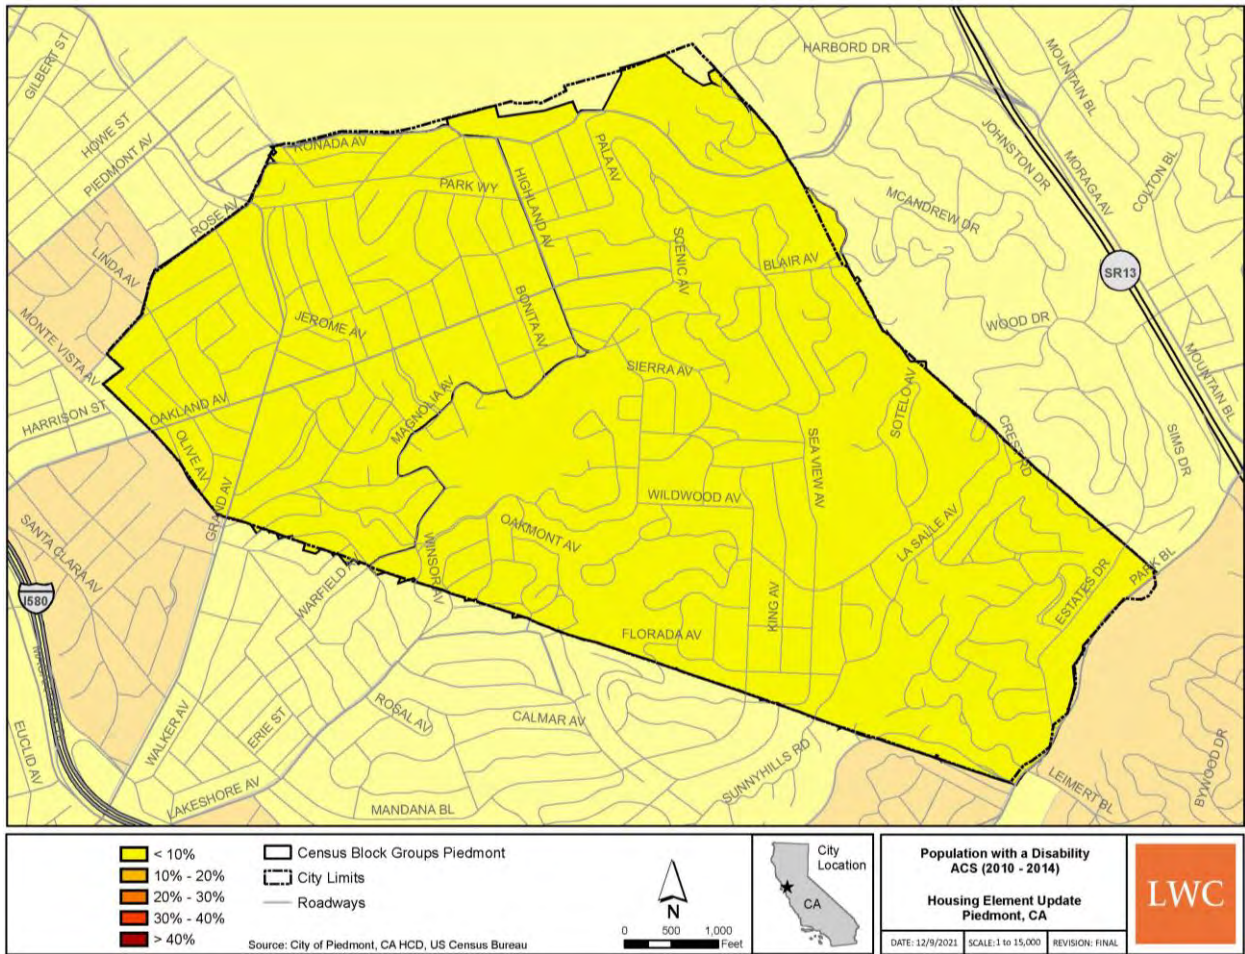 HARBORD DR
MOUNTAIN BL
GILBERT ST
HOWE ST
PIEDMONT AV
RONADA AV
PARK WY
HIGHLAND AV
PALA AV
JOHNSTON DR
MORAGA AV
COLTON BL
MCANDREW DR
ROSE AV
LINDA AV
SCENIC AV
BLAIR AV
SR13
MONTE VISTA AV
JEROME AV
BONITA AV
WOOD DR
SIERRA AV
MOUNTAIN BL
HARRISON ST
OAKLAND AV
MAGNOLIA AV
SOTELO AV
OLIVE AV
SEA VIEW AV
CREST RD
SIMS DR
GRAND AV
WILDWOOD AV
SANTA CLARA AV
OAKMONT AV
LA SALLE AV
WINSOR AV
PARK BL
I580
WARFIELD
ESTATES DR
KING AV
FLORADA AV
WALKER AV
ERIE ST
ROSAL AV
CALMAR AV
EUCLID AV
SUNNYHILLS RD
LEIMERT BL
BYWOOD DR
LAKESHORE AV
MANDANA BL
< 10%
10% - 20%
20% - 30%
30% - 40%
> 40%
Census Block Groups Piedmont
City Limits
Roadways
Source: City of Piedmont, CA HCD, US Census Bureau
N
0 500 1,000
Feet
City
Location
CA
Population with a Disability
ACS (2010 - 2014)
Housing Element Update
Piedmont, CA
DATE: 12/9/2021 SCALE: 1 to 15,000 REVISION: FINAL
LWC